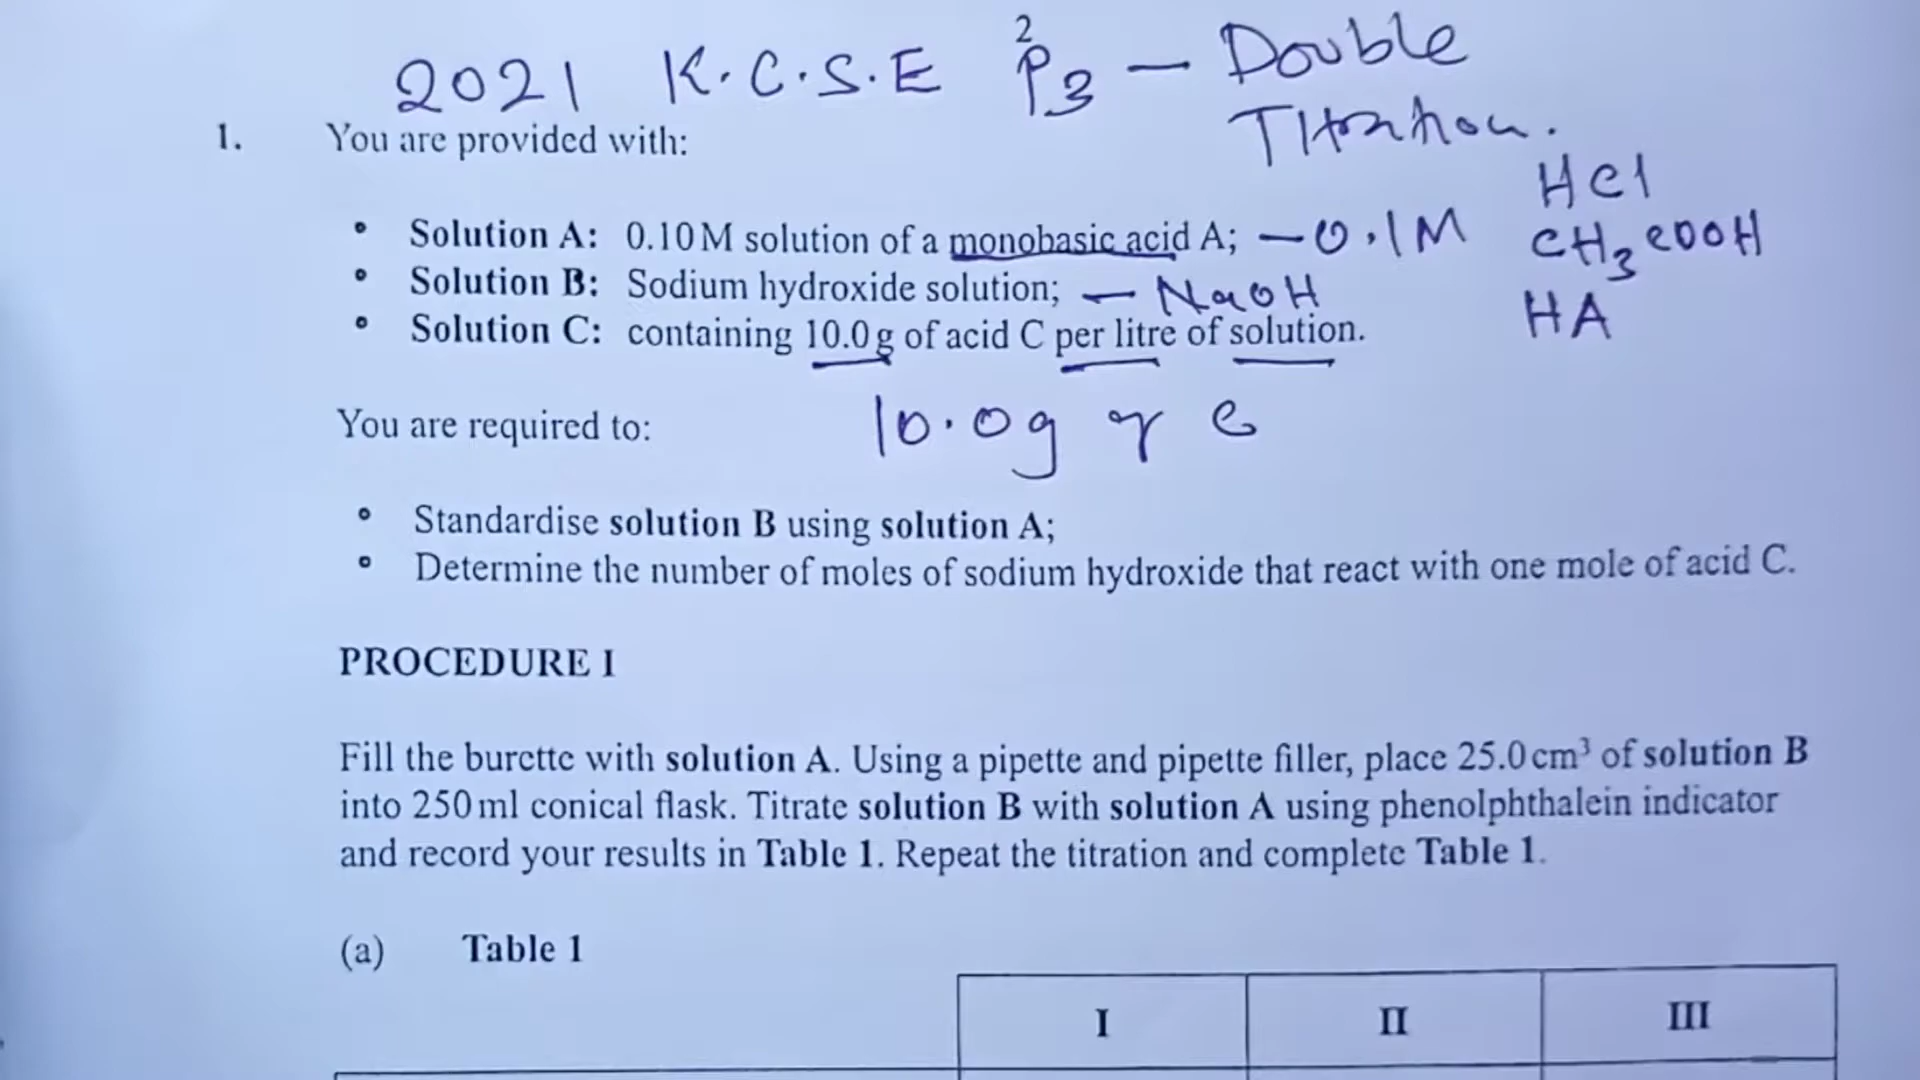 2021 K.C.S.E P3 2 - Double
Titration.
1. You are provided with:
HCl
• Solution A: 0.10M solution of a monobasic acid A; - 0.1M CH3COOH
• Solution B: Sodium hydroxide solution; - NaOH
HA
• Solution C: containing 10.0 g of acid C per litre of solution.
You are required to: 10.0g C
• Standardise solution B using solution A;
• Determine the number of moles of sodium hydroxide that react with one mole of acid C.
PROCEDURE I
Fill the burette with solution A. Using a pipette and pipette filler, place 25.0 cm³ of solution B
into 250 ml conical flask. Titrate solution B with solution A using phenolphthalein indicator
and record your results in Table 1. Repeat the titration and complete Table 1.
(a) Table 1
I II III